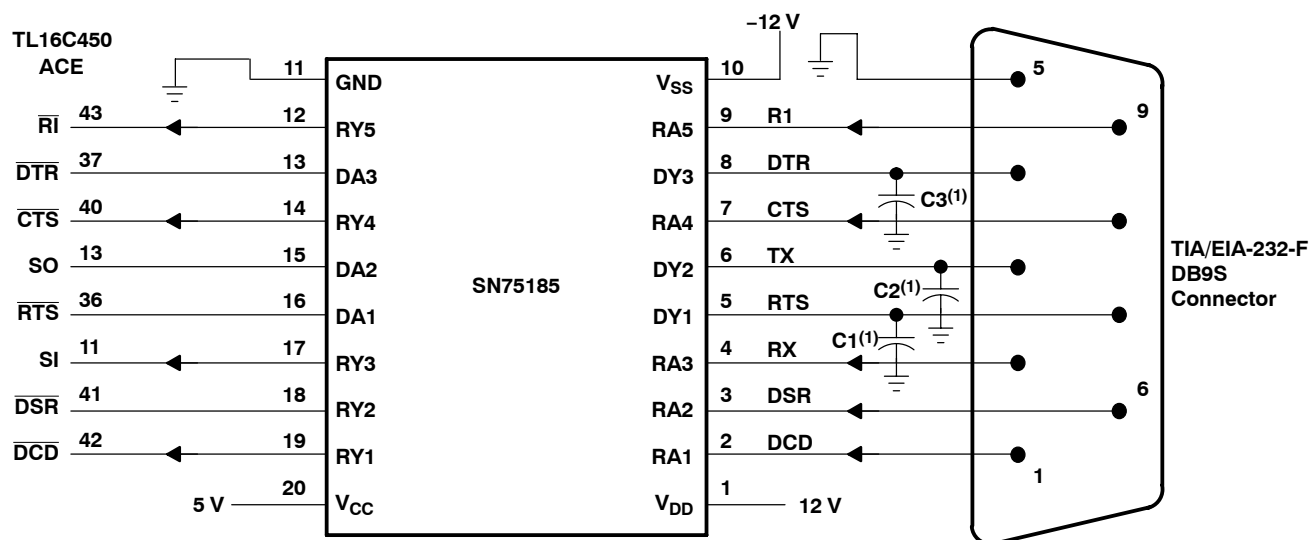 TL16C450
ACE
−12 V
11 GND VSS 10 5
RI 43 12 RY5 RA5 9 R1 9
DTR 37 13 DA3 DY3 8 DTR
C3(1)
CTS 40 14 RY4 RA4 7 CTS
SO 13 15 DA2 DY2 6 TX
SN75185
TIA/EIA-232-F
DB9S
Connector
C2(1)
RTS 36 16 DA1 DY1 5 RTS
C1(1)
SI 11 17 RY3 RA3 4 RX
DSR 41 18 RY2 RA2 3 DSR 6
DCD 42 19 RY1 RA1 2 DCD 1
5 V 20 VCC VDD 1 12 V